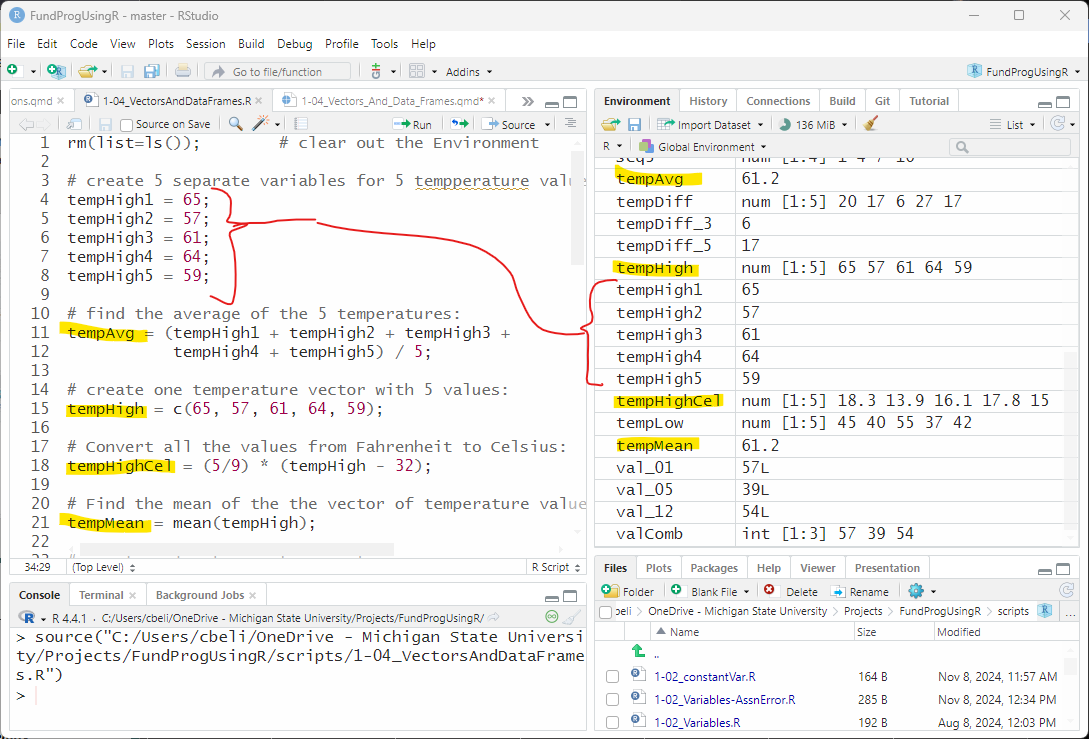 FundProgUsingR - master - RStudio
File Edit Code View Plots Session Build Debug Profile Tools Help
Go to file/function Addins FundProgUsingR
ons.qmd 1-04_VectorsAndDataFrames.R 1-04_Vectors_And_Data_Frames.qmd*
Source on Save Run Source
1 rm(list=ls()); # clear out the Environment
2
3 # create 5 separate variables for 5 tempperature valu
4 tempHigh1 = 65;
5 tempHigh2 = 57;
6 tempHigh3 = 61;
7 tempHigh4 = 64;
8 tempHigh5 = 59;
9
10 # find the average of the 5 temperatures:
11 tempAvg = (tempHigh1 + tempHigh2 + tempHigh3 +
12 tempHigh4 + tempHigh5) / 5;
13
14 # create one temperature vector with 5 values:
15 tempHigh = c(65, 57, 61, 64, 59);
16
17 # Convert all the values from Fahrenheit to Celsius:
18 tempHighCel = (5/9) * (tempHigh - 32);
19
20 # Find the mean of the the vector of temperature value
21 tempMean = mean(tempHigh);
22
34:29 (Top Level) R Script
Console Terminal Background Jobs
R 4.4.1 · C:/Users/cbeli/OneDrive - Michigan State University/Projects/FundProgUsingR/
> source("C:/Users/cbeli/OneDrive - Michigan State Universi
ty/Projects/FundProgUsingR/scripts/1-04_VectorsAndDataFrame
s.R")
>
Environment History Connections Build Git Tutorial
Import Dataset 136 MiB List
R Global Environment
seq3 num [1:4] 1 4 7 10
tempAvg 61.2
tempDiff num [1:5] 20 17 6 27 17
tempDiff_3 6
tempDiff_5 17
tempHigh num [1:5] 65 57 61 64 59
tempHigh1 65
tempHigh2 57
tempHigh3 61
tempHigh4 64
tempHigh5 59
tempHighCel num [1:5] 18.3 13.9 16.1 17.8 15
tempLow num [1:5] 45 40 55 37 42
tempMean 61.2
val_01 57L
val_05 39L
val_12 54L
valComb int [1:3] 57 39 54
Files Plots Packages Help Viewer Presentation
Folder Blank File Delete Rename
beli OneDrive - Michigan State University Projects FundProgUsingR scripts ...
Name Size Modified
..
1-02_constantVar.R 164 B Nov 8, 2024, 11:57 AM
1-02_Variables-AssnError.R 285 B Nov 8, 2024, 12:34 PM
1-02_Variables.R 192 B Aug 8, 2024, 12:03 PM